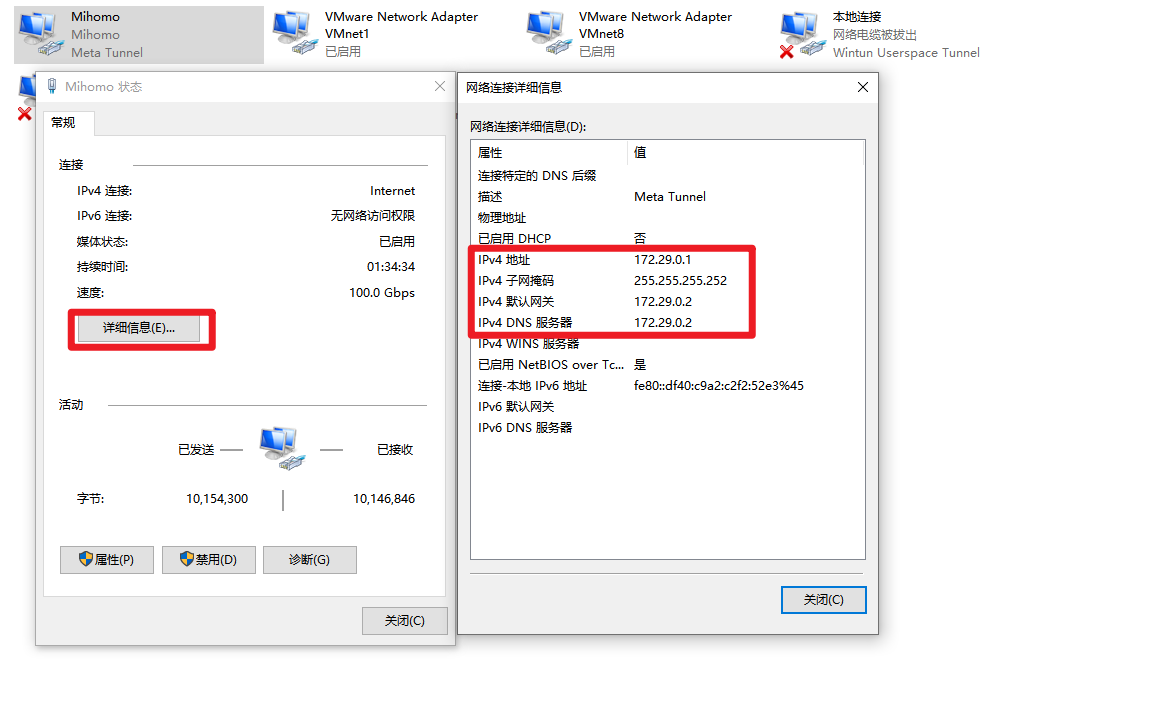 Mihomo
Mihomo
Meta Tunnel
VMware Network Adapter
VMnet1
已启用
VMware Network Adapter
VMnet8
已启用
本地连接
网络电缆被拔出
Wintun Userspace Tunnel
Mihomo 状态
常规
连接
IPv4 连接: Internet
IPv6 连接: 无网络访问权限
媒体状态: 已启用
持续时间: 01:34:34
速度: 100.0 Gbps
详细信息(E)...
活动
已发送 已接收
字节: 10,154,300 10,146,846
属性(P) 禁用(D) 诊断(G)
关闭(C)
网络连接详细信息
网络连接详细信息(D):
属性 值
连接特定的 DNS 后缀
描述 Meta Tunnel
物理地址
已启用 DHCP 否
IPv4 地址 172.29.0.1
IPv4 子网掩码 255.255.255.252
IPv4 默认网关 172.29.0.2
IPv4 DNS 服务器 172.29.0.2
IPv4 WINS 服务器
已启用 NetBIOS over Tc... 是
连接-本地 IPv6 地址 fe80::df40:c9a2:c2f2:52e3%45
IPv6 默认网关
IPv6 DNS 服务器
关闭(C)